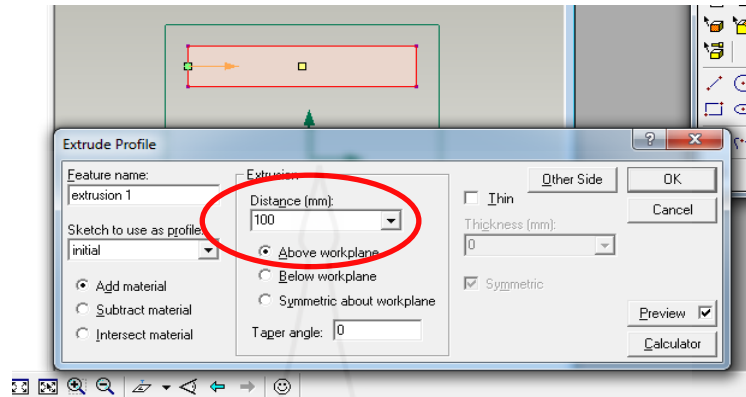 Extrude Profile
Feature name:
extrusion 1
Sketch to use as profile:
initial
Add material
Subtract material
Intersect material
Extrusion
Distance (mm):
100
Above workplane
Below workplane
Symmetric about workplane
Taper angle: 0
Other Side
Thin
Thickness (mm):
0
Symmetric
OK
Cancel
Preview
Calculator